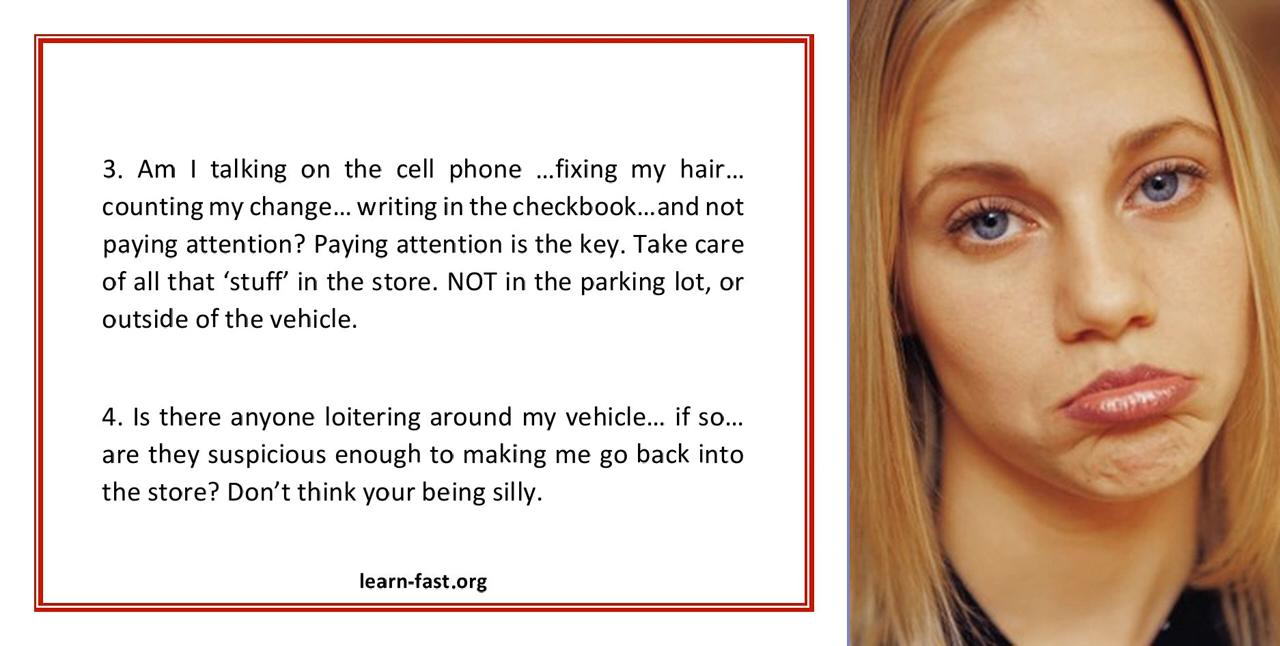 3. Am I talking on the cell phone …fixing my hair…
counting my change… writing in the checkbook…and not
paying attention? Paying attention is the key. Take care
of all that ‘stuff’ in the store. NOT in the parking lot, or
outside of the vehicle.
4. Is there anyone loitering around my vehicle… if so…
are they suspicious enough to making me go back into
the store? Don’t think your being silly.
learn-fast.org